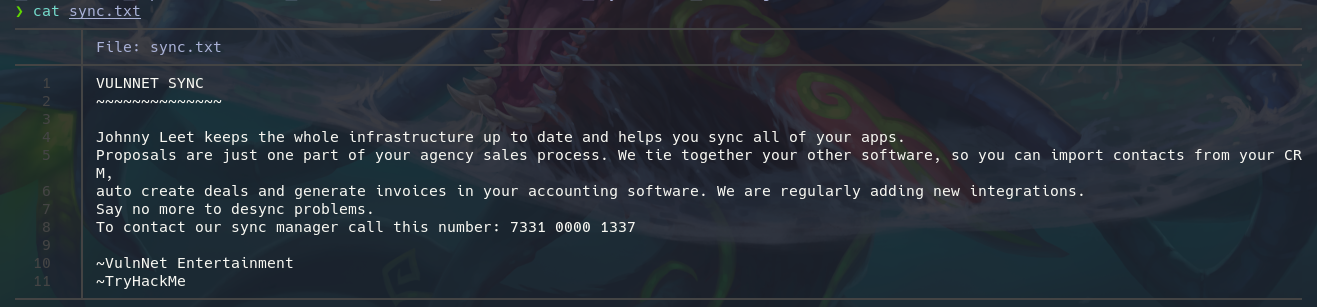 ❯ cat sync.txt
File: sync.txt
1 VULNNET SYNC
2 ~~~~~~~~~~~~~~
3
4 Johnny Leet keeps the whole infrastructure up to date and helps you sync all of your apps.
5 Proposals are just one part of your agency sales process. We tie together your other software, so you can import contacts from your CR
M,
6 auto create deals and generate invoices in your accounting software. We are regularly adding new integrations.
7 Say no more to desync problems.
8 To contact our sync manager call this number: 7331 0000 1337
9
10 ~VulnNet Entertainment
11 ~TryHackMe